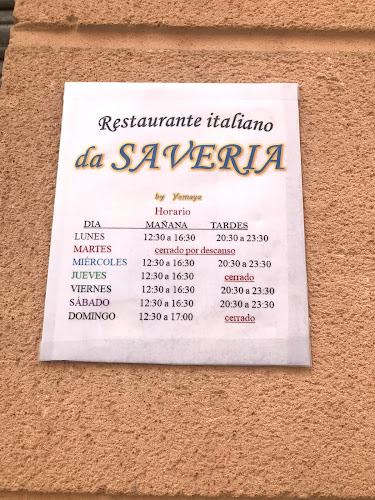 Restaurante italiano
da SAVERIA
by Yemaya
Horario
DIA MAÑANA TARDES
LUNES 12:30 a 16:30 20:30 a 23:30
MARTES cerrado por descanso
MIÉRCOLES 12:30 a 16:30 20:30 a 23:30
JUEVES 12:30 a 16:30 cerrado
VIERNES 12:30 a 16:30 20:30 a 23:30
SÁBADO 12:30 a 16:30 20:30 a 23:30
DOMINGO 12:30 a 17:00 cerrado